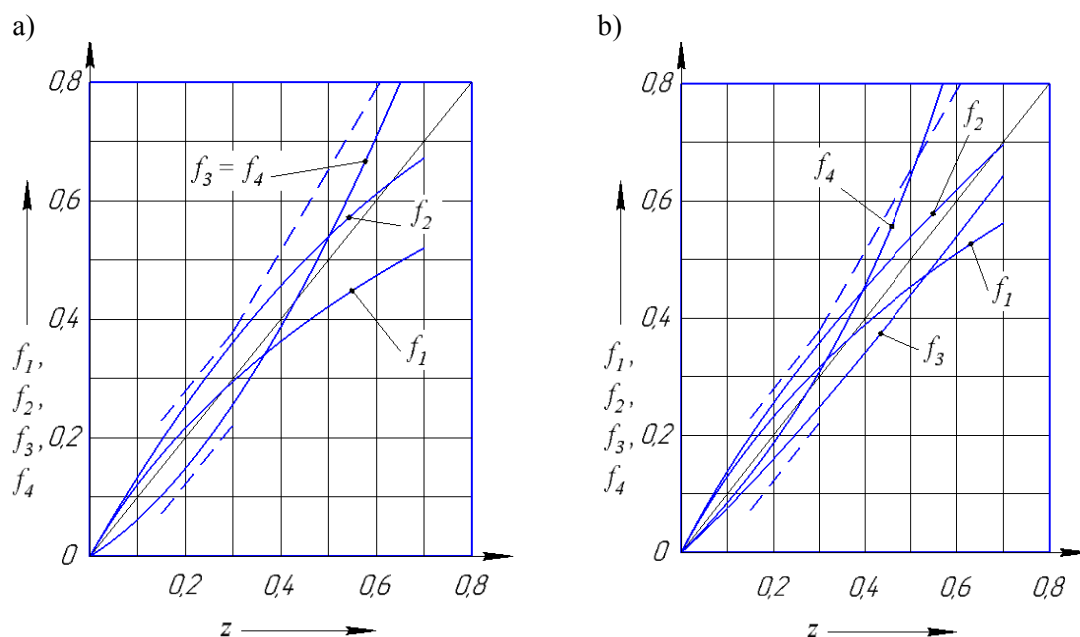 a)
0,8
f3 = f4
0,6
f2
0,4
f1
f1,
f2,
f3,
f4
0,2
0
0,2 0,4 0,6 0,8
z
b)
0,8
f2
f4
0,6
f1
0,4
f3
f1,
f2,
f3,
f4
0,2
0
0,2 0,4 0,6 0,8
z